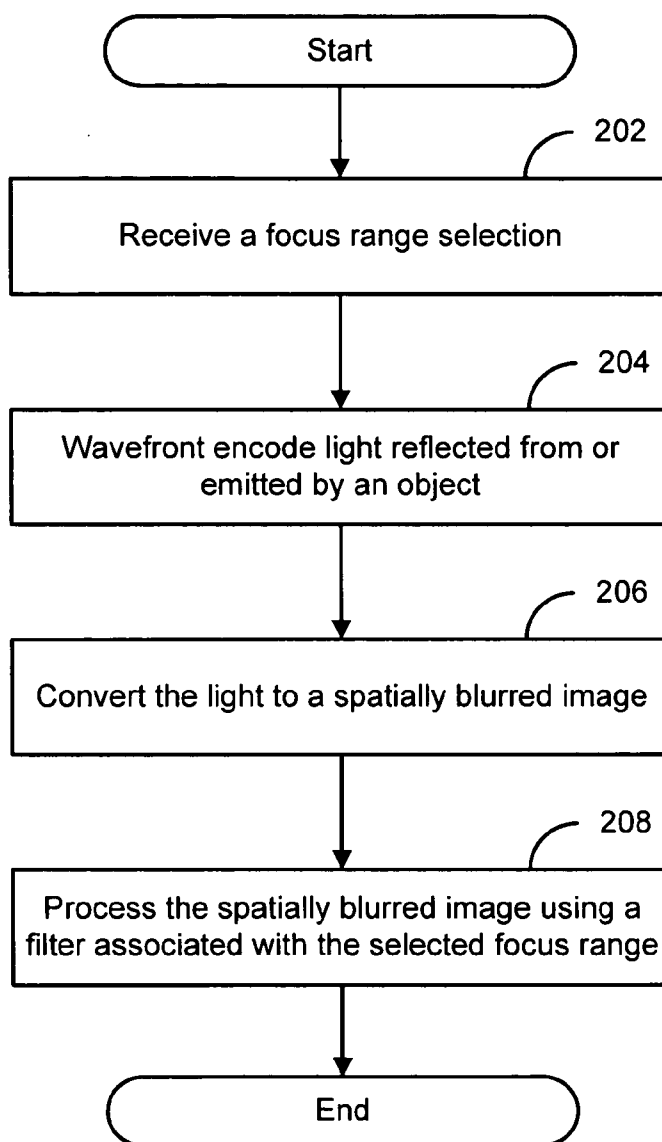 Start
202
Receive a focus range selection
204
Wavefront encode light reflected from or
emitted by an object
206
Convert the light to a spatially blurred image
208
Process the spatially blurred image using a
filter associated with the selected focus range
End